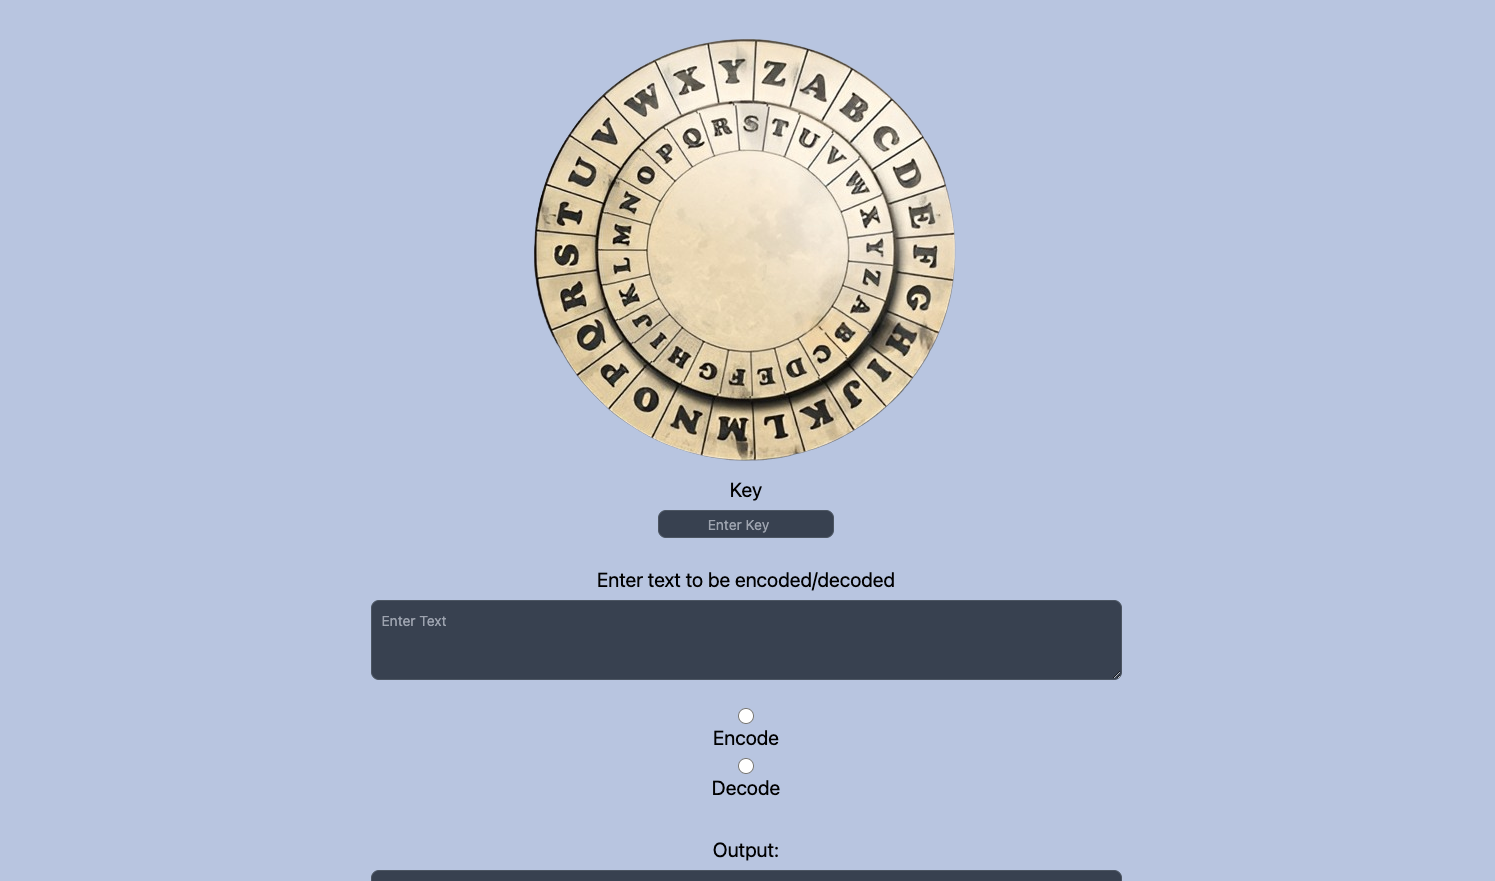 Y Z A B C D E F G H I J K L M N O P Q R S T U V W X
S T U V W X Y Z A B C D E F G H I J K L M N O P Q R
Key
Enter Key
Enter text to be encoded/decoded
Enter Text
Encode
Decode
Output: